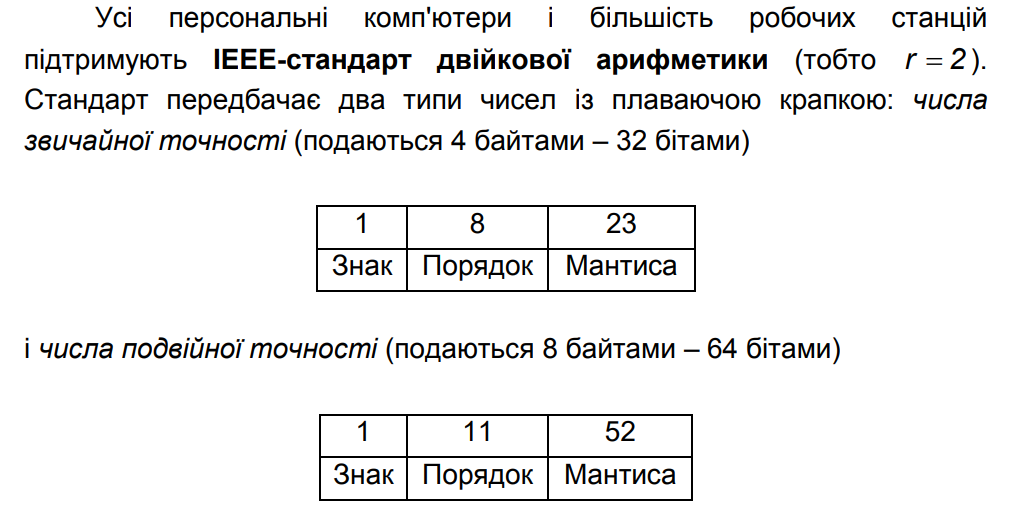 Усі персональні комп'ютери і більшість робочих станцій
підтримують IEEE-стандарт двійкової арифметики (тобто r = 2).
Стандарт передбачає два типи чисел із плаваючою крапкою: числа
звичайної точності (подаються 4 байтами – 32 бітами)
1 8 23
Знак Порядок Мантиса
і числа подвійної точності (подаються 8 байтами – 64 бітами)
1 11 52
Знак Порядок Мантиса